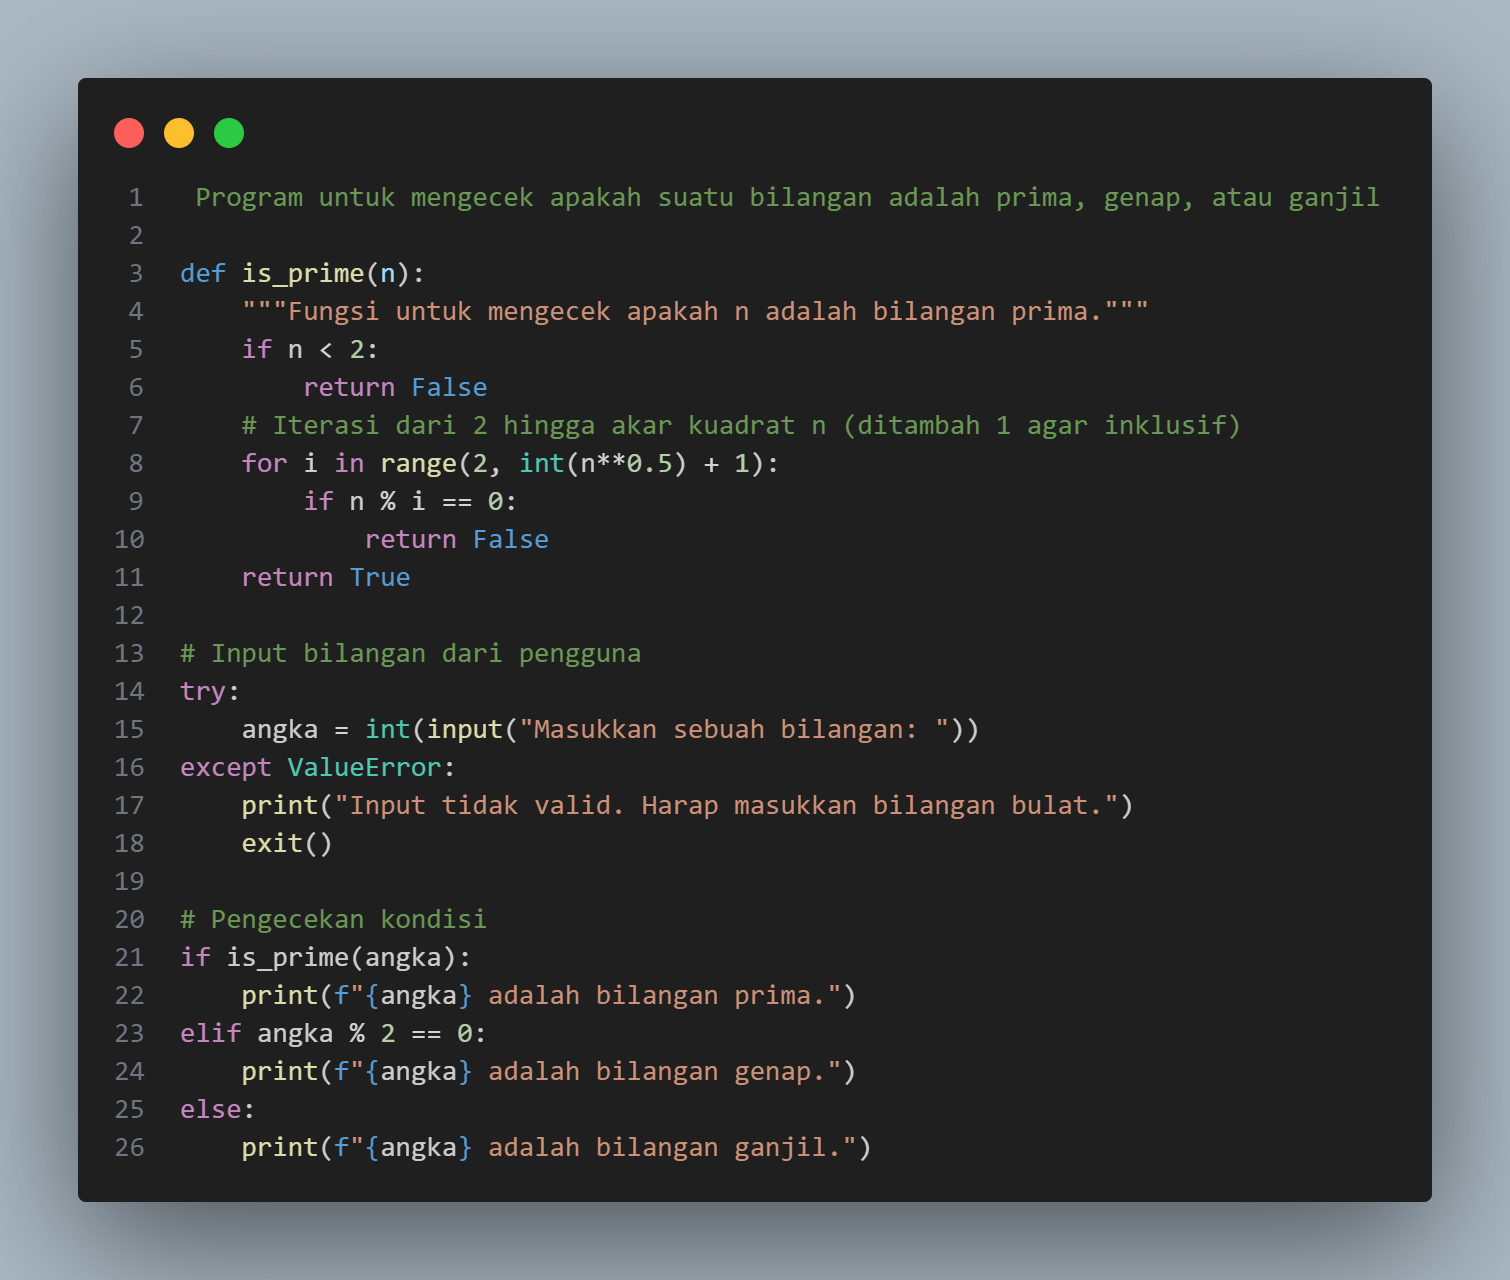 1 Program untuk mengecek apakah suatu bilangan adalah prima, genap, atau ganjil
2
3 def is_prime(n):
4     """Fungsi untuk mengecek apakah n adalah bilangan prima."""
5     if n < 2:
6         return False
7     # Iterasi dari 2 hingga akar kuadrat n (ditambah 1 agar inklusif)
8     for i in range(2, int(n**0.5) + 1):
9         if n % i == 0:
10             return False
11     return True
12
13 # Input bilangan dari pengguna
14 try:
15     angka = int(input("Masukkan sebuah bilangan: "))
16 except ValueError:
17     print("Input tidak valid. Harap masukkan bilangan bulat.")
18     exit()
19
20 # Pengecekan kondisi
21 if is_prime(angka):
22     print(f"{angka} adalah bilangan prima.")
23 elif angka % 2 == 0:
24     print(f"{angka} adalah bilangan genap.")
25 else:
26     print(f"{angka} adalah bilangan ganjil.")